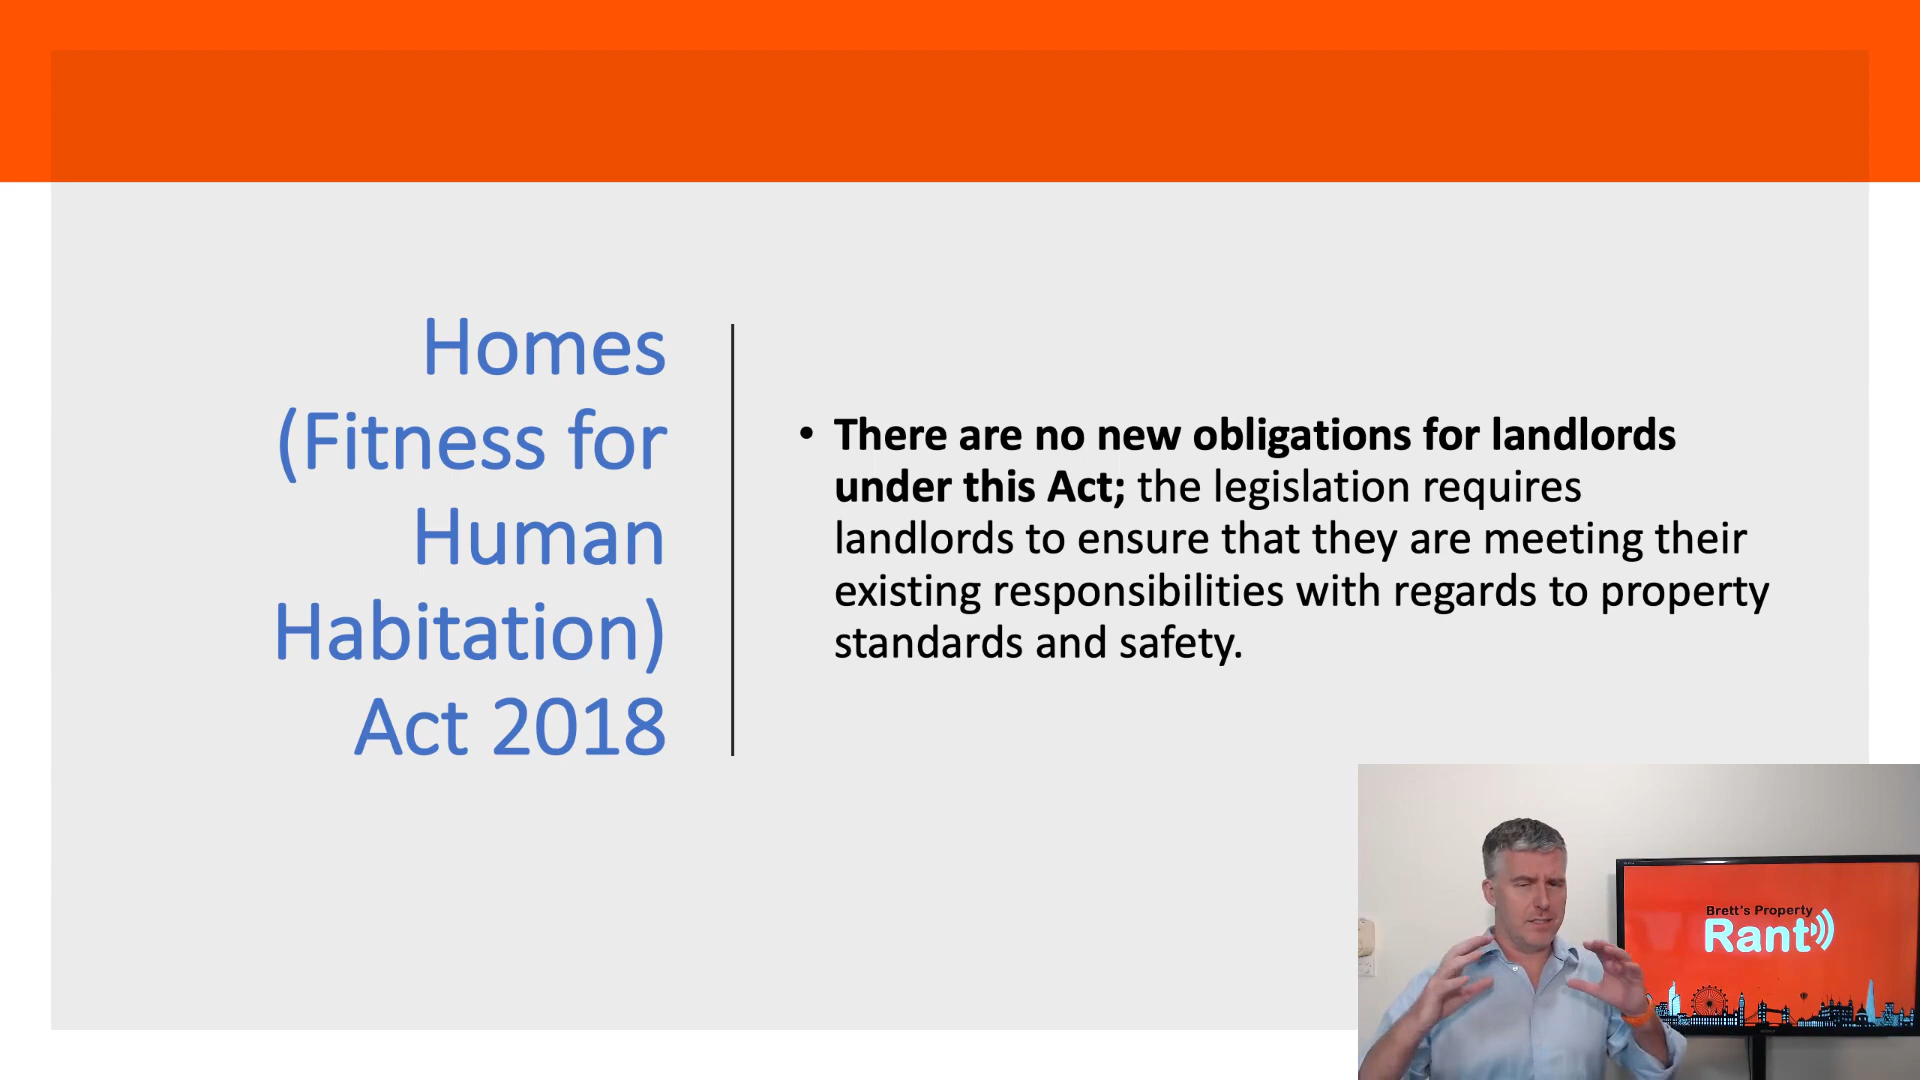 Homes
(Fitness for
Human
Habitation)
Act 2018
• There are no new obligations for landlords
under this Act; the legislation requires
landlords to ensure that they are meeting their
existing responsibilities with regards to property
standards and safety.
Brett's Property
Rant